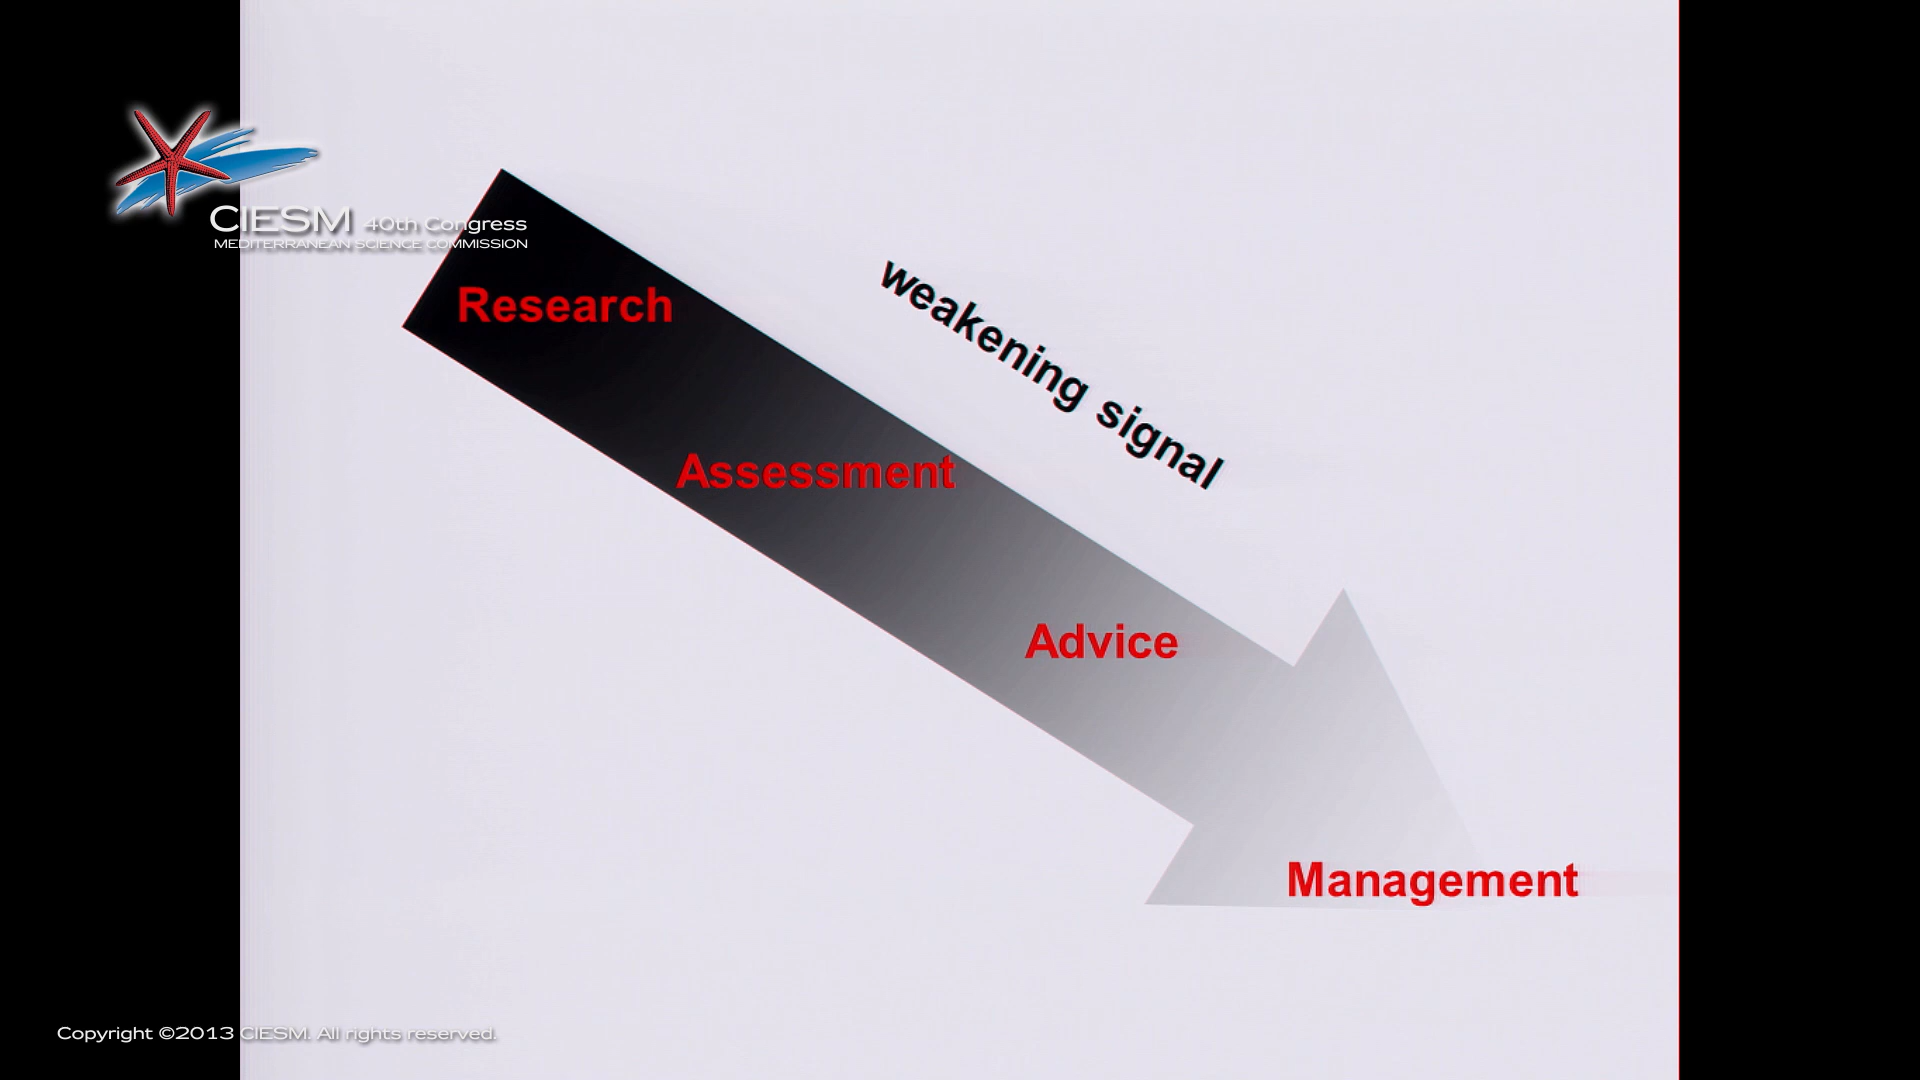 CIESM 40th Congress
MEDITERRANEAN SCIENCE COMMISSION
Research
weakening signal
Assessment
Advice
Management
Copyright ©2013 CIESM. All rights reserved.